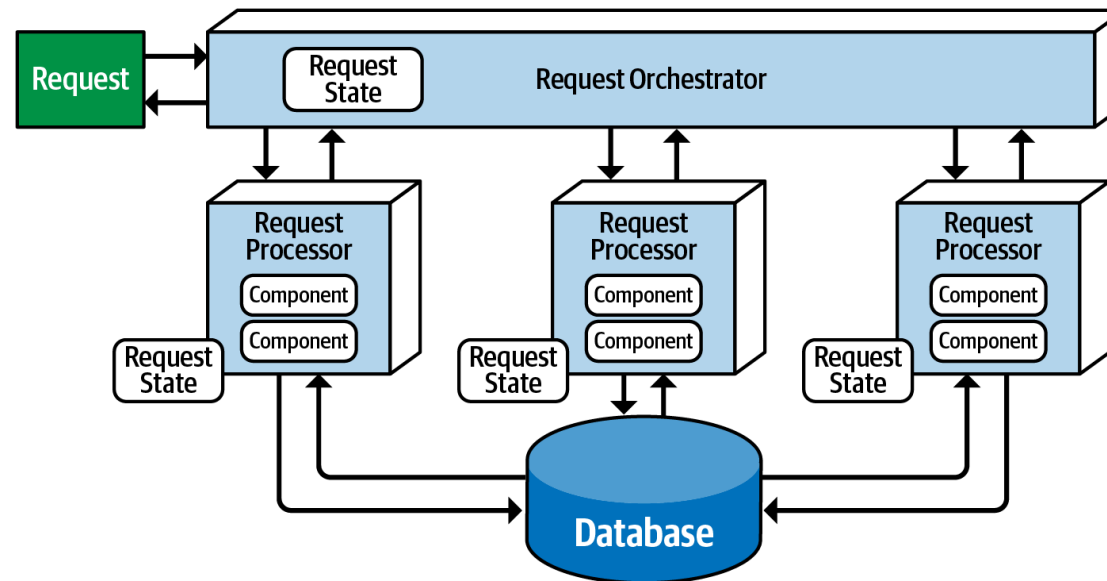 Request
Request
State
Request Orchestrator
Request
Processor
Component
Component
Request
State
Request
Processor
Component
Component
Request
State
Request
Processor
Component
Component
Request
State
Database